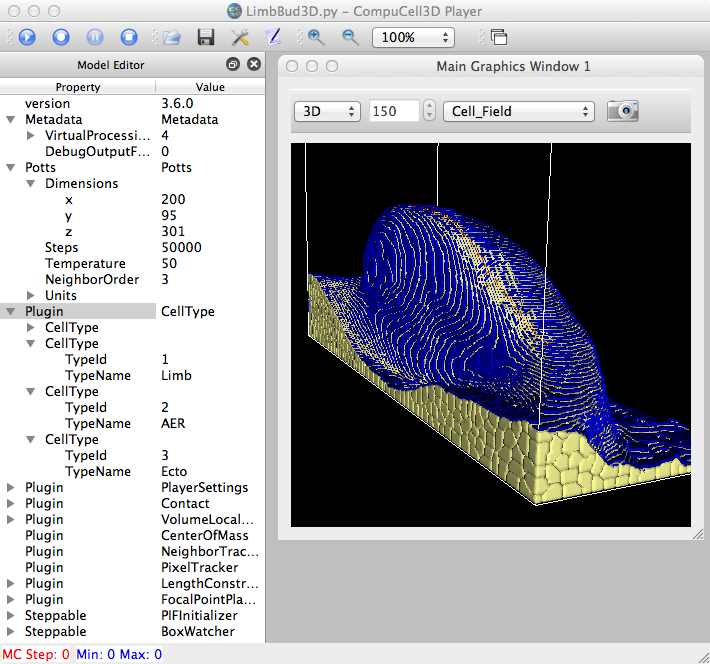 LimbBud3D.py – CompuCell3D Player
100%
Model Editor
Property Value
version 3.6.0
Metadata Metadata
VirtualProcessi... 4
DebugOutputF... 0
Potts Potts
Dimensions
x 200
y 95
z 301
Steps 50000
Temperature 50
NeighborOrder 3
Units
Plugin CellType
CellType
CellType
TypeId 1
TypeName Limb
CellType
TypeId 2
TypeName AER
CellType
TypeId 3
TypeName Ecto
Plugin PlayerSettings
Plugin Contact
Plugin VolumeLocal...
Plugin CenterOfMass
Plugin NeighborTrac...
Plugin PixelTracker
Plugin LengthConstr...
Plugin FocalPointPla...
Steppable PIFInitializer
Steppable BoxWatcher
Main Graphics Window 1
3D 150 Cell_Field
MC Step: 0 Min: 0 Max: 0